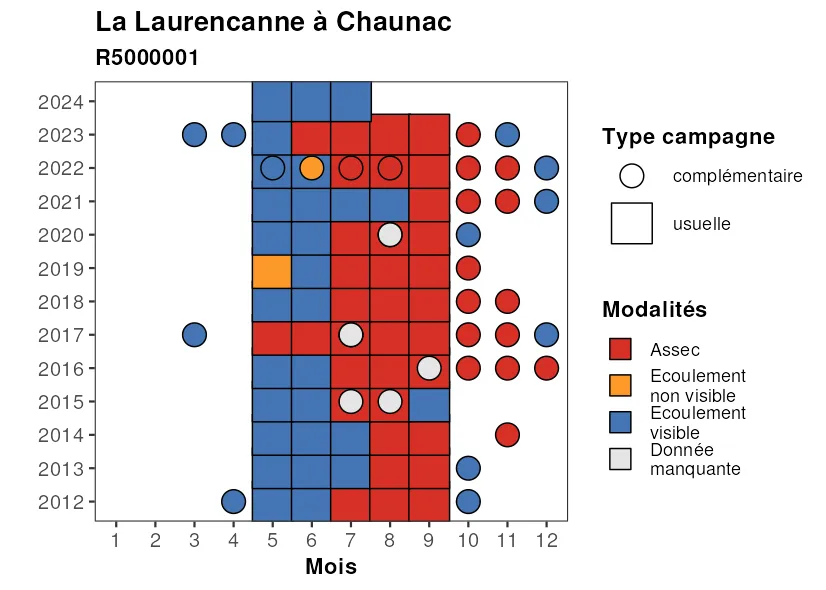 La Laurencanne à Chaunac
R5000001
2024
2023
2022
2021
2020
2019
2018
2017
2016
2015
2014
2013
2012
1 2 3 4 5 6 7 8 9 10 11 12
Mois
Type campagne
complémentaire
usuelle
Modalités
Assec
Ecoulement
non visible
Ecoulement
visible
Donnée
manquante